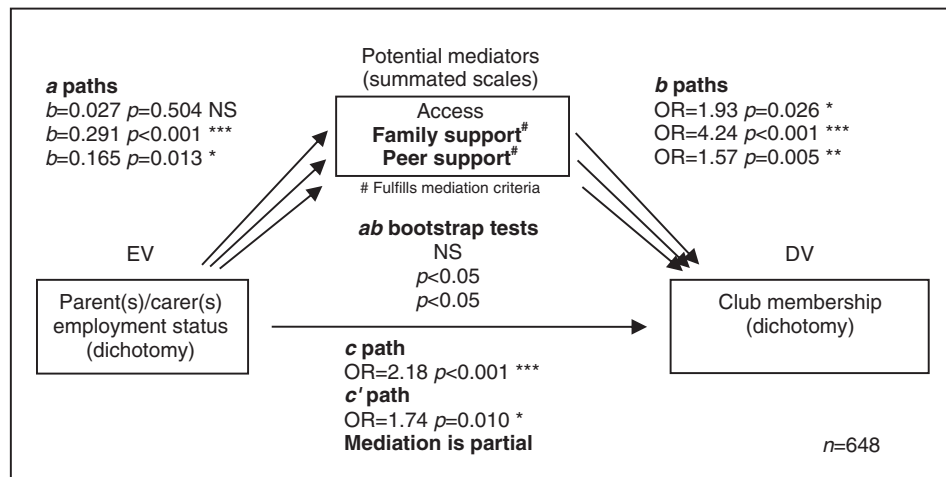 Potential mediators
(summated scales)
a paths
b=0.027 p=0.504 NS
b=0.291 p<0.001 ***
b=0.165 p=0.013 *
Access
Family support#
Peer support#
# Fulfills mediation criteria
b paths
OR=1.93 p=0.026 *
OR=4.24 p<0.001 ***
OR=1.57 p=0.005 **
ab bootstrap tests
NS
p<0.05
p<0.05
EV
Parent(s)/carer(s)
employment status
(dichotomy)
DV
Club membership
(dichotomy)
c path
OR=2.18 p<0.001 ***
c' path
OR=1.74 p=0.010 *
Mediation is partial
n=648